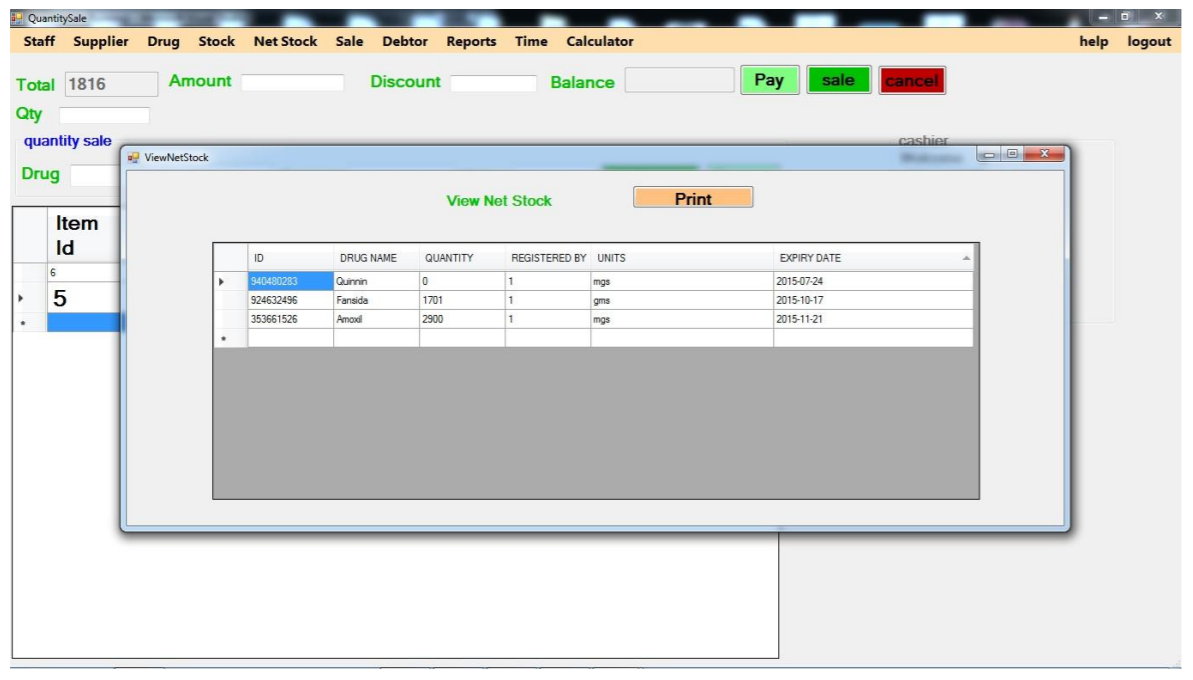 QuantitySale
Staff Supplier Drug Stock Net Stock Sale Debtor Reports Time Calculator help logout
Total 1816 Amount Discount Balance Pay sale cancel
Qty
quantity sale cashier
ViewNetStock
Drug
View Net Stock Print
Item
Id
ID DRUG NAME QUANTITY REGISTERED BY UNITS EXPIRY DATE
6
940480283 Quinnin 0 1 mgs 2015-07-24
5
924632496 Fansida 1701 1 gms 2015-10-17
353661526 Amoxil 2900 1 mgs 2015-11-21